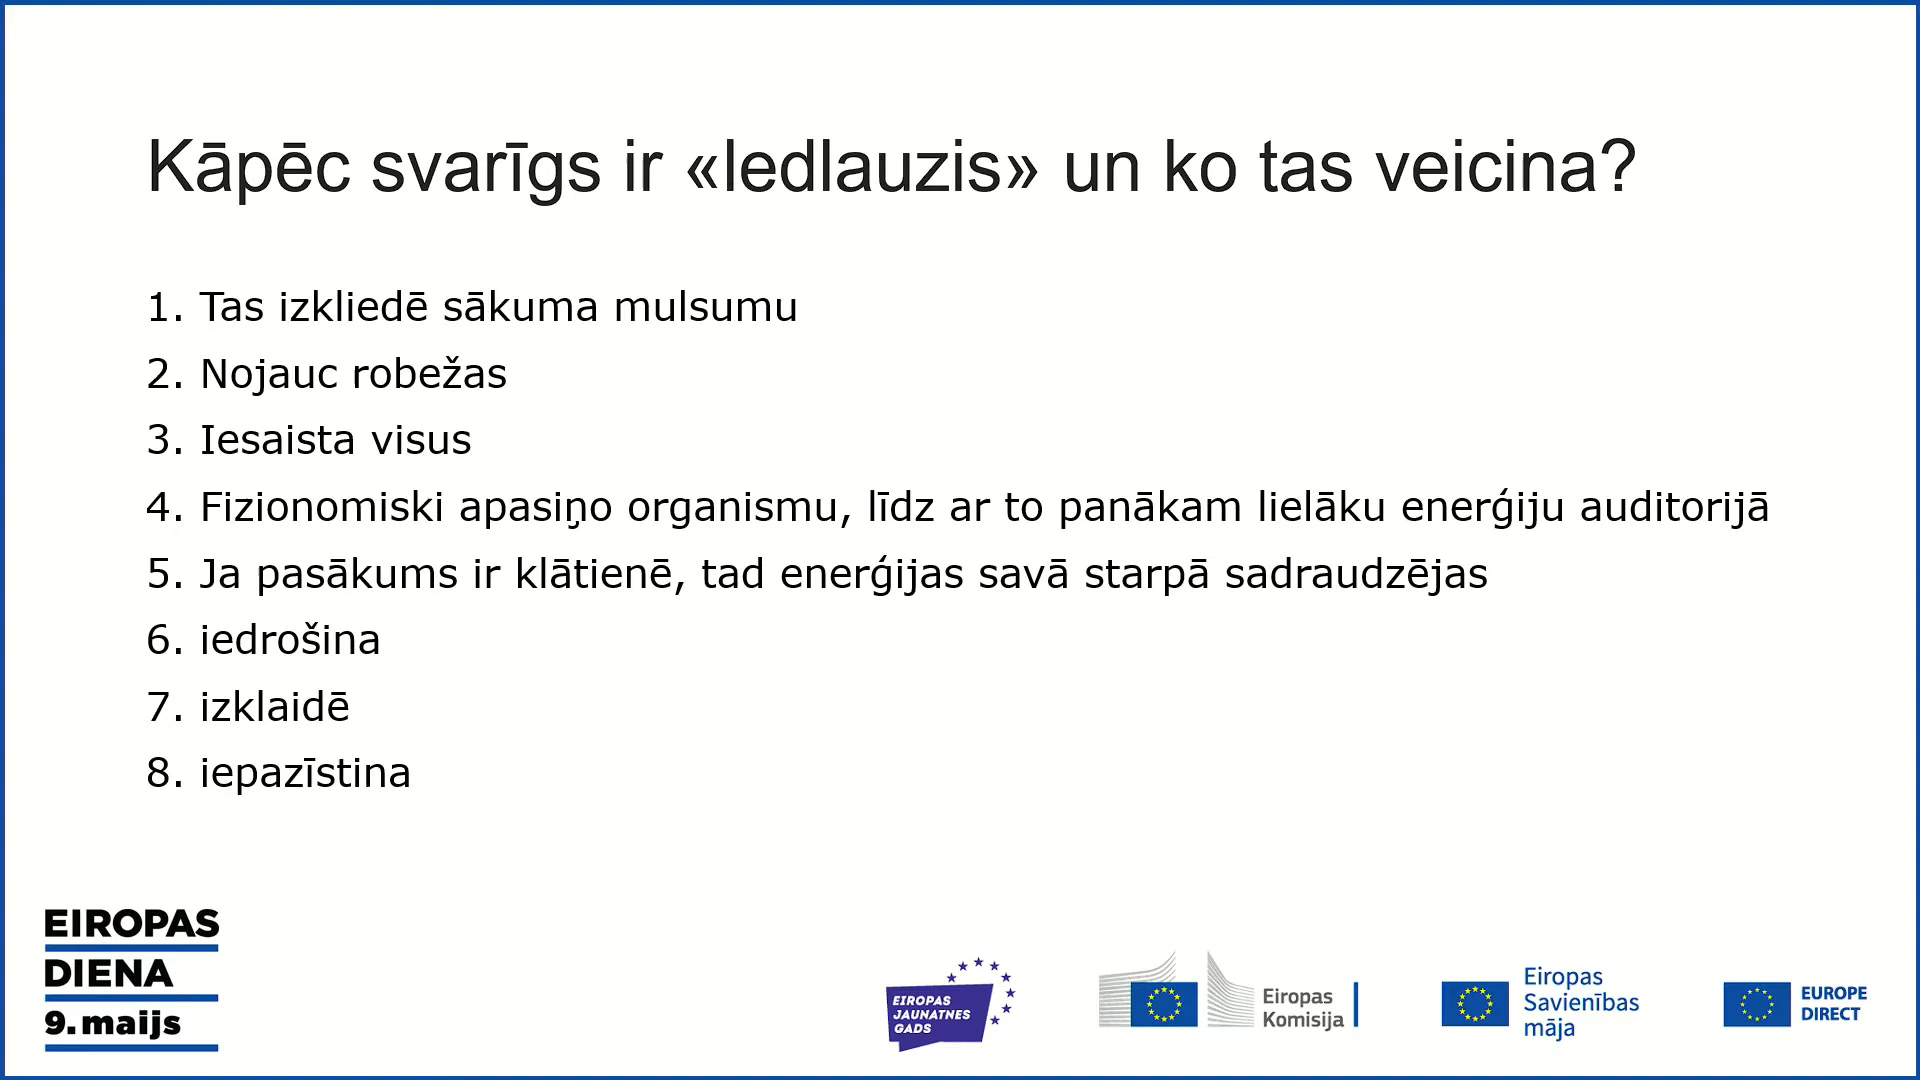 Kāpēc svarīgs ir «Iedlauzis» un ko tas veicina?
1. Tas izkliedē sākuma mulsumu
2. Nojauc robežas
3. Iesaista visus
4. Fizionomiski apasiņo organismu, līdz ar to panākam lielāku enerģiju auditorijā
5. Ja pasākums ir klātienē, tad enerģijas savā starpā sadraudzējas
6. iedrošina
7. izklaidē
8. iepazīstina
EIROPAS
DIENA
9.maijs
EIROPAS
JAUNATNES
GADS
Eiropas
Komisija
Eiropas
Savienības
māja
EUROPE
DIRECT